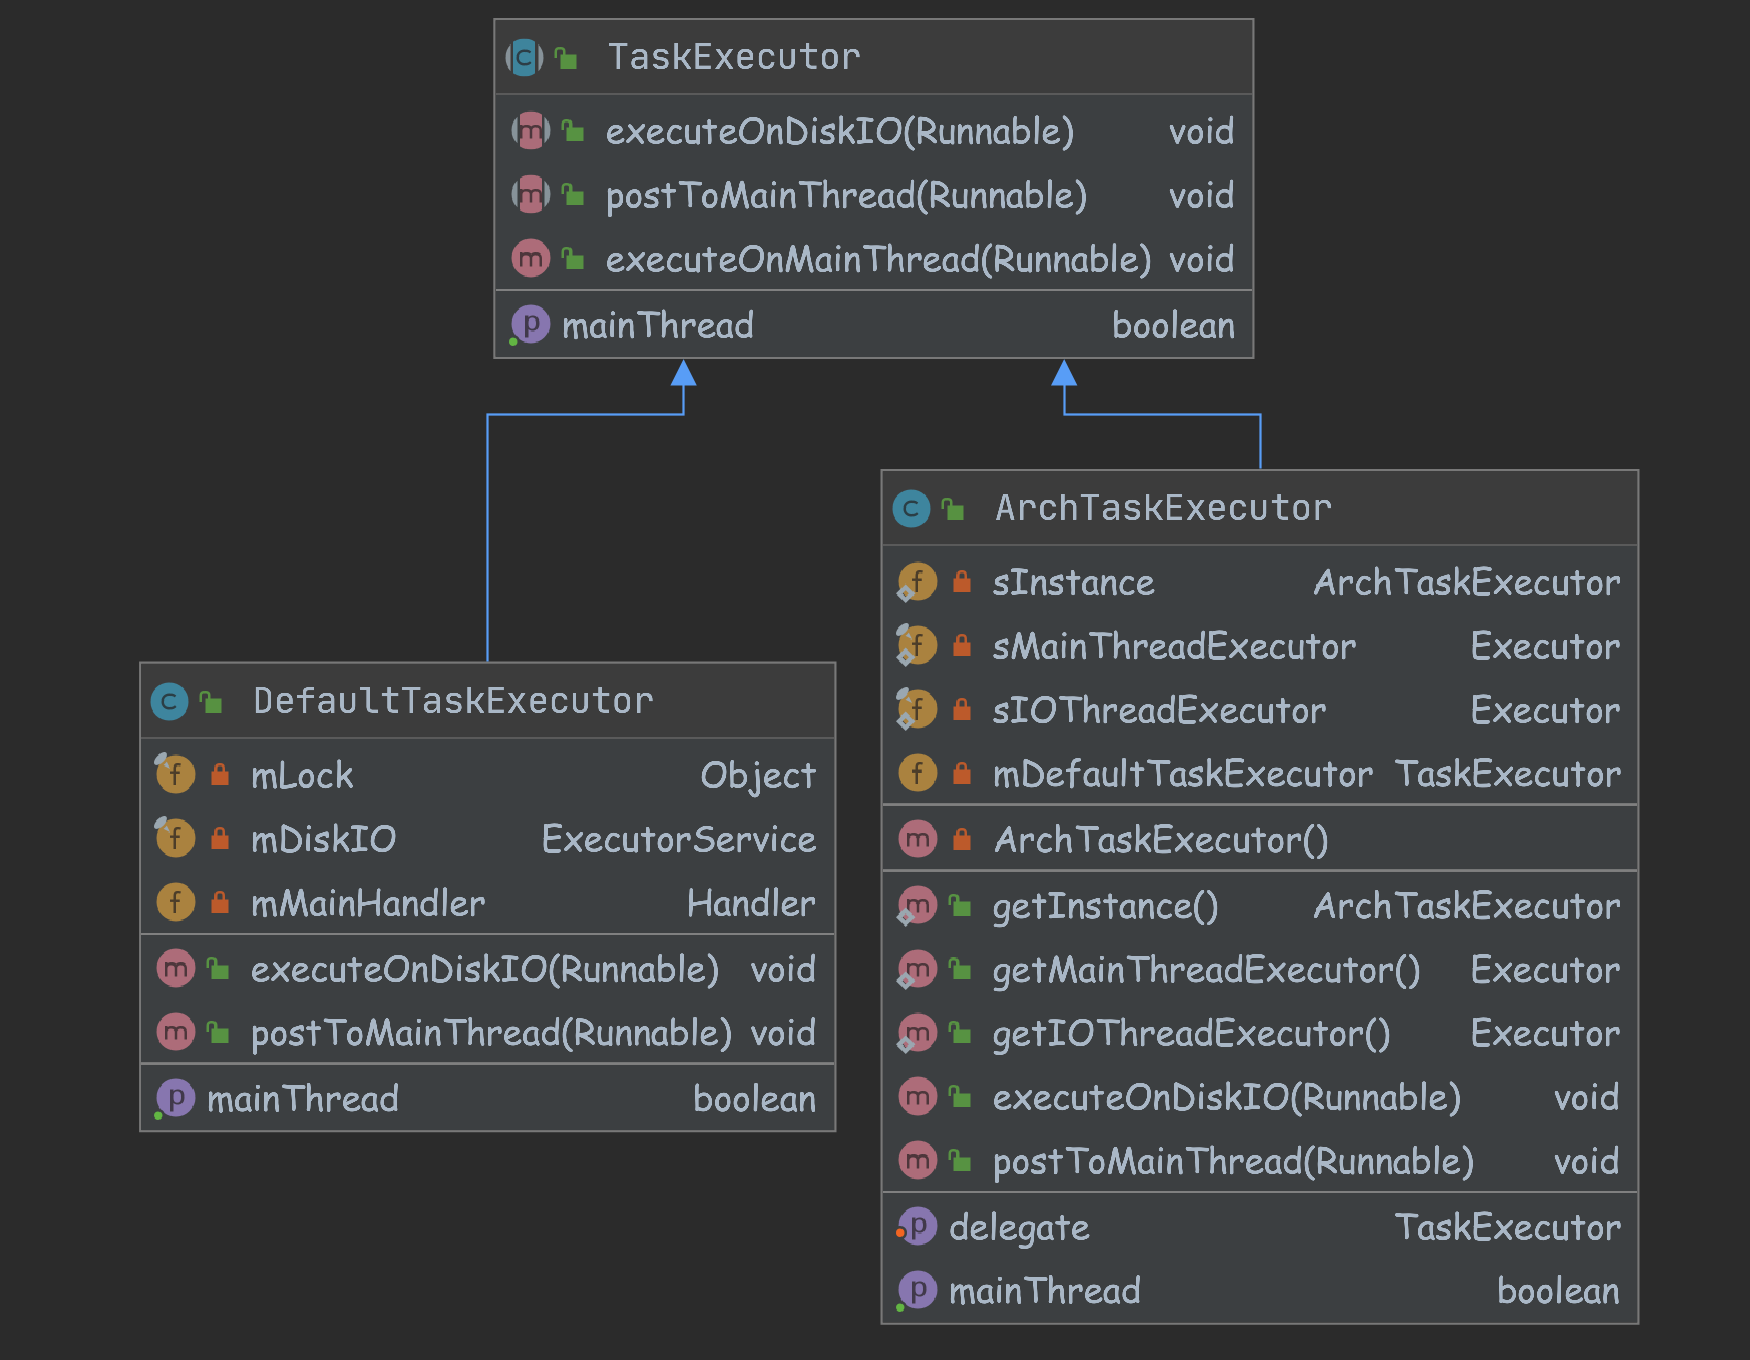 TaskExecutor
executeOnDiskIO(Runnable) void
postToMainThread(Runnable) void
executeOnMainThread(Runnable) void
mainThread boolean
DefaultTaskExecutor
mLock Object
mDiskIO ExecutorService
mMainHandler Handler
executeOnDiskIO(Runnable) void
postToMainThread(Runnable) void
mainThread boolean
ArchTaskExecutor
sInstance ArchTaskExecutor
sMainThreadExecutor Executor
sIOThreadExecutor Executor
mDefaultTaskExecutor TaskExecutor
ArchTaskExecutor()
getInstance() ArchTaskExecutor
getMainThreadExecutor() Executor
getIOThreadExecutor() Executor
executeOnDiskIO(Runnable) void
postToMainThread(Runnable) void
delegate TaskExecutor
mainThread boolean